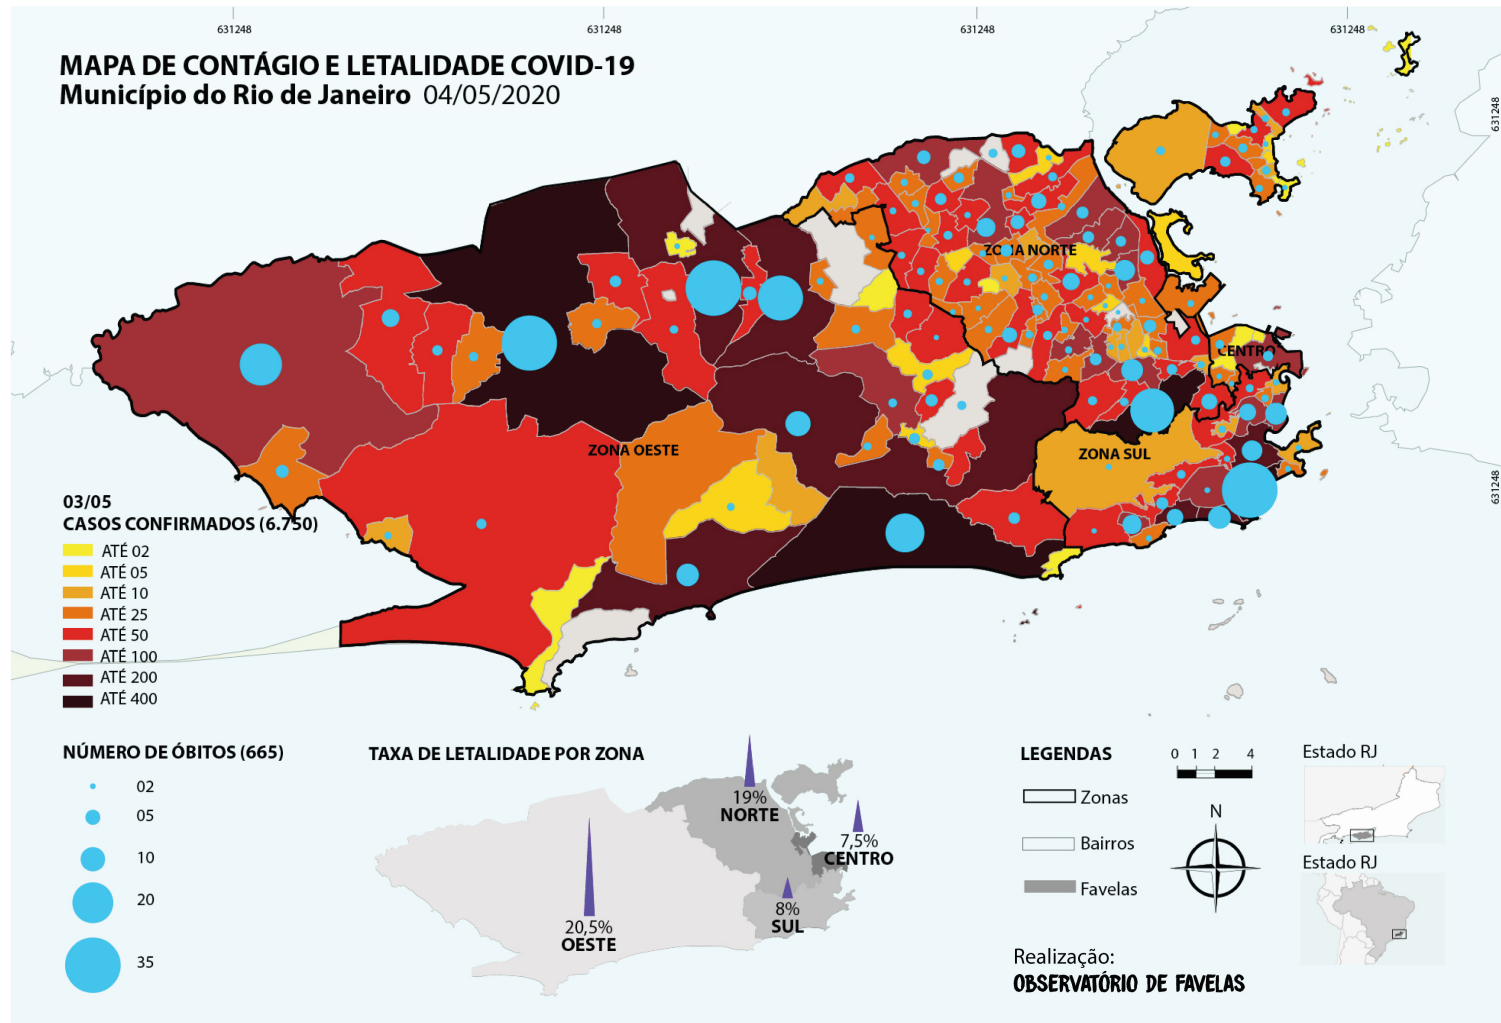 631248
631248
631248
631248
MAPA DE CONTÁGIO E LETALIDADE COVID-19
Município do Rio de Janeiro 04/05/2020
631248
ZONA NORTE
CENTRO
ZONA OESTE
ZONA SUL
631248
03/05
CASOS CONFIRMADOS (6.750)
ATÉ 02
ATÉ 05
ATÉ 10
ATÉ 25
ATÉ 50
ATÉ 100
ATÉ 200
ATÉ 400
NÚMERO DE ÓBITOS (665)
02
05
10
20
35
TAXA DE LETALIDADE POR ZONA
19%
NORTE
7,5%
CENTRO
8%
SUL
20,5%
OESTE
LEGENDAS
Zonas
Bairros
Favelas
0 1 2 4
N
Estado RJ
Estado RJ
Realização:
OBSERVATÓRIO DE FAVELAS